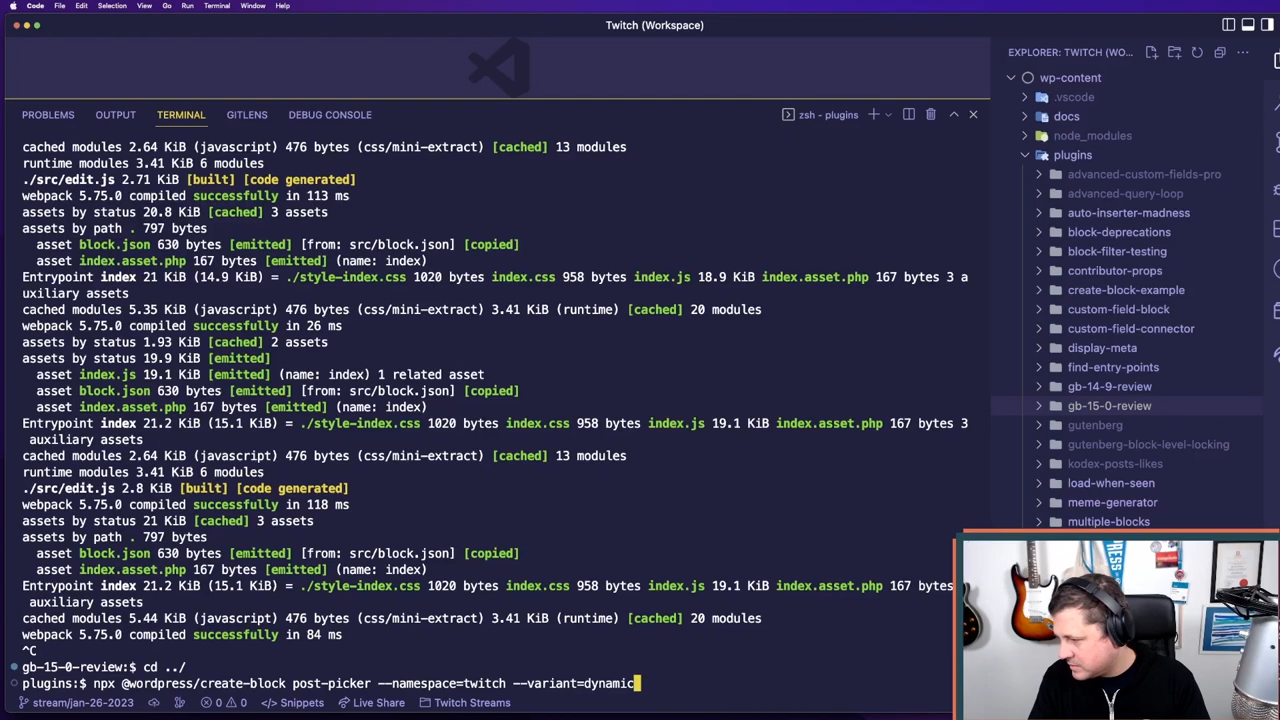 Code File Edit Selection View Go Run Terminal Window Help
Twitch (Workspace)
EXPLORER: TWITCH (WO...
PROBLEMS OUTPUT TERMINAL GITLENS DEBUG CONSOLE
zsh - plugins
cached modules 2.64 KiB (javascript) 476 bytes (css/mini-extract) [cached] 13 modules
runtime modules 3.41 KiB 6 modules
./src/edit.js 2.71 KiB [built] [code generated]
webpack 5.75.0 compiled successfully in 113 ms
assets by status 20.8 KiB [cached] 3 assets
assets by path . 797 bytes
asset block.json 630 bytes [emitted] [from: src/block.json] [copied]
asset index.asset.php 167 bytes [emitted] (name: index)
Entrypoint index 21 KiB (14.9 KiB) = ./style-index.css 1020 bytes index.css 958 bytes index.js 18.9 KiB index.asset.php 167 bytes 3 a
uxiliary assets
cached modules 5.35 KiB (javascript) 476 bytes (css/mini-extract) 3.41 KiB (runtime) [cached] 20 modules
webpack 5.75.0 compiled successfully in 26 ms
assets by status 1.93 KiB [cached] 2 assets
assets by status 19.9 KiB [emitted]
asset index.js 19.1 KiB [emitted] (name: index) 1 related asset
asset block.json 630 bytes [emitted] [from: src/block.json] [copied]
asset index.asset.php 167 bytes [emitted] (name: index)
Entrypoint index 21.2 KiB (15.1 KiB) = ./style-index.css 1020 bytes index.css 958 bytes index.js 19.1 KiB index.asset.php 167 bytes 3
auxiliary assets
cached modules 2.64 KiB (javascript) 476 bytes (css/mini-extract) [cached] 13 modules
runtime modules 3.41 KiB 6 modules
./src/edit.js 2.8 KiB [built] [code generated]
webpack 5.75.0 compiled successfully in 118 ms
assets by status 21 KiB [cached] 3 assets
assets by path . 797 bytes
asset block.json 630 bytes [emitted] [from: src/block.json] [copied]
asset index.asset.php 167 bytes [emitted] (name: index)
Entrypoint index 21.2 KiB (15.1 KiB) = ./style-index.css 1020 bytes index.css 958 bytes index.js 19.1 KiB index.asset.php 167 bytes
auxiliary assets
cached modules 5.44 KiB (javascript) 476 bytes (css/mini-extract) 3.41 KiB (runtime) [cached] 20 modules
webpack 5.75.0 compiled successfully in 84 ms
^C
gb-15-0-review:$ cd ../
plugins:$ npx @wordpress/create-block post-picker --namespace=twitch --variant=dynamic
wp-content
.vscode
docs
node_modules
plugins
advanced-custom-fields-pro
advanced-query-loop
auto-inserter-madness
block-deprecations
block-filter-testing
contributor-props
create-block-example
custom-field-block
custom-field-connector
display-meta
find-entry-points
gb-14-9-review
gb-15-0-review
gutenberg
gutenberg-block-level-locking
kodex-posts-likes
load-when-seen
meme-generator
multiple-blocks
stream/jan-26-2023 0 0 </> Snippets Live Share Twitch Streams